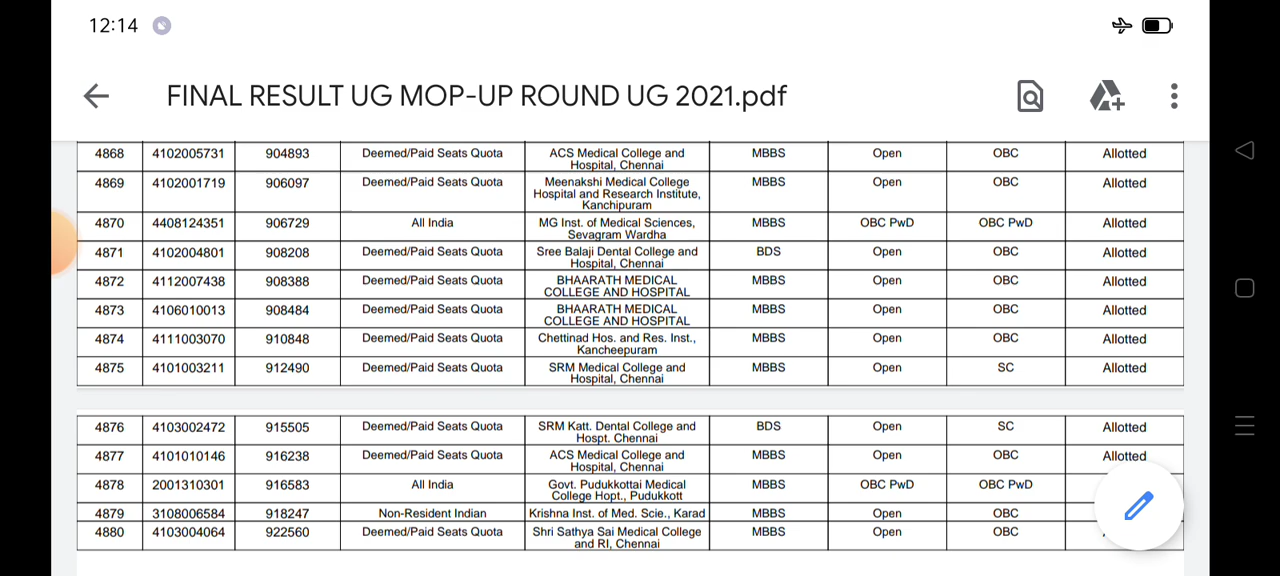 12:14
FINAL RESULT UG MOP-UP ROUND UG 2021.pdf
4868 4102005731 904893 Deemed/Paid Seats Quota ACS Medical College and Hospital, Chennai MBBS Open OBC Allotted
4869 4102001719 906097 Deemed/Paid Seats Quota Meenakshi Medical College Hospital and Research Institute, Kanchipuram MBBS Open OBC Allotted
4870 4408124351 906729 All India MG Inst. of Medical Sciences, Sevagram Wardha MBBS OBC PwD OBC PwD Allotted
4871 4102004801 908208 Deemed/Paid Seats Quota Sree Balaji Dental College and Hospital, Chennai BDS Open OBC Allotted
4872 4112007438 908388 Deemed/Paid Seats Quota BHAARATH MEDICAL COLLEGE AND HOSPITAL MBBS Open OBC Allotted
4873 4106010013 908484 Deemed/Paid Seats Quota BHAARATH MEDICAL COLLEGE AND HOSPITAL MBBS Open OBC Allotted
4874 4111003070 910848 Deemed/Paid Seats Quota Chettinad Hos. and Res. Inst., Kancheepuram MBBS Open OBC Allotted
4875 4101003211 912490 Deemed/Paid Seats Quota SRM Medical College and Hospital, Chennai MBBS Open SC Allotted
4876 4103002472 915505 Deemed/Paid Seats Quota SRM Katt. Dental College and Hospt. Chennai BDS Open SC Allotted
4877 4101010146 916238 Deemed/Paid Seats Quota ACS Medical College and Hospital, Chennai MBBS Open OBC Allotted
4878 2001310301 916583 All India Govt. Pudukkottai Medical College Hopt., Pudukkott MBBS OBC PwD OBC PwD
4879 3108006584 918247 Non-Resident Indian Krishna Inst. of Med. Scie., Karad MBBS Open OBC
4880 4103004064 922560 Deemed/Paid Seats Quota Shri Sathya Sai Medical College and RI, Chennai MBBS Open OBC